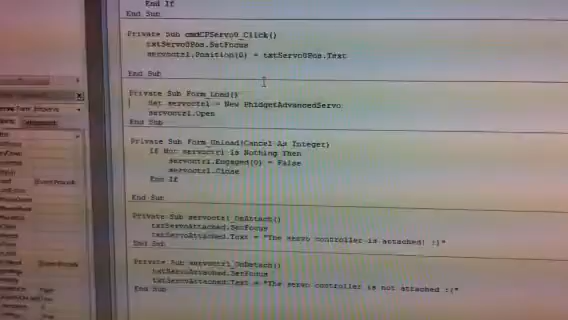 End If
End Sub
Private Sub cmdCPServo0_Click()
txtServo0Pos.SetFocus
servoctrl.Position(0) = txtServo0Pos.Text
End Sub
Private Sub Form_Load()
Set servoctrl = New PhidgetAdvancedServo
servoctrl.Open
End Sub
Private Sub Form_Unload(Cancel As Integer)
If Not servoctrl is Nothing Then
servoctrl.Engaged(0) = False
servoctrl.Close
End If
End Sub
Private Sub servoctrl_OnAttach()
txtServoAttached.SetFocus
txtServoAttached.Text = "The servo controller is attached! :)"
End Sub
Private Sub servoctrl_OnDetach()
txtServoAttached.SetFocus
txtServoAttached.Text = "The servo controller is not attached :("
End Sub